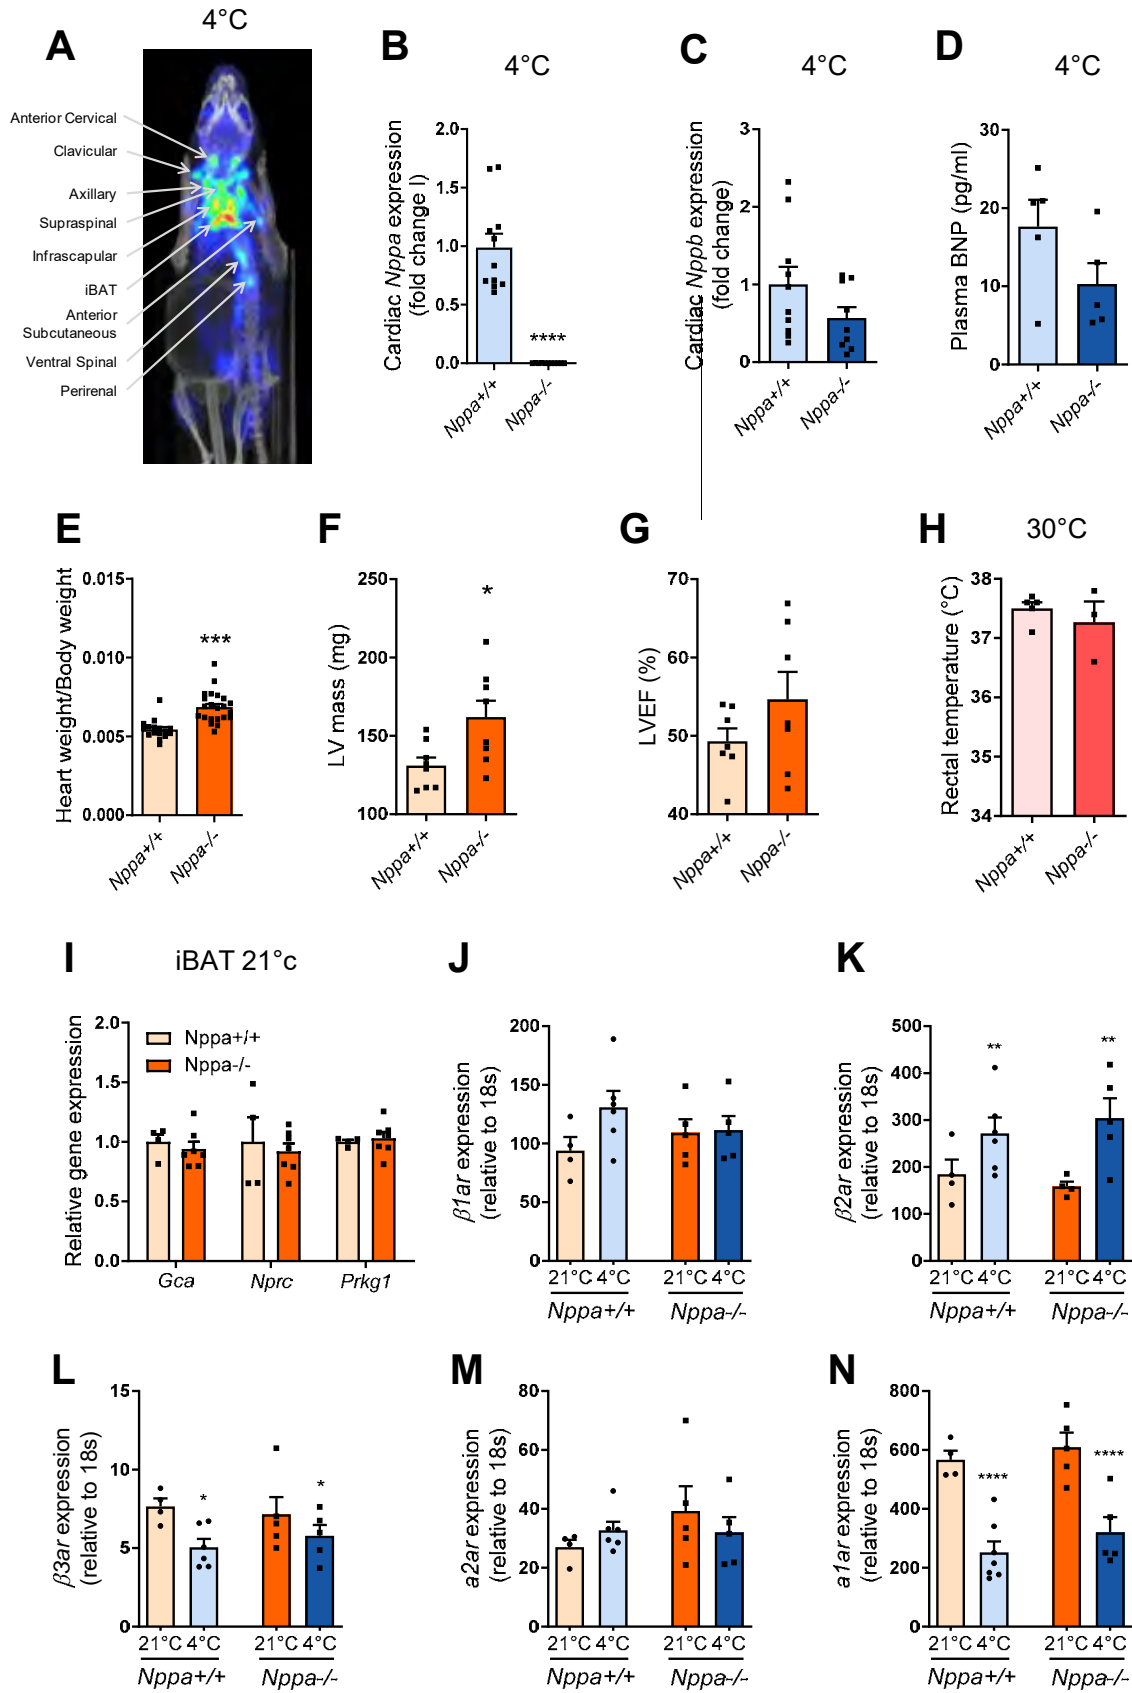 A
4°C
Anterior Cervical
Clavicular
Axillary
Supraspinal
Infrascapular
iBAT
Anterior
Subcutaneous
Ventral Spinal
Perirenal
B
4°C
Cardiac Nppa expression
(fold change l)
2.0
1.5
1.0
0.5
0.0
****
Nppa+/+
Nppa-/-
C
4°C
Cardiac Nppb expression
(fold change)
3
2
1
0
Nppa+/+
Nppa-/-
D
4°C
Plasma BNP (pg/ml)
30
20
10
0
Nppa+/+
Nppa-/-
E
Heart weight/Body weight
0.015
0.010
0.005
0.000
***
Nppa+/+
Nppa-/-
F
LV mass (mg)
250
200
150
100
*
Nppa+/+
Nppa-/-
G
LVEF (%)
70
60
50
40
Nppa+/+
Nppa-/-
H
30°C
Rectal temperature (°C)
38
37
36
35
34
Nppa+/+
Nppa-/-
I
iBAT 21°c
Relative gene expression
2.0
1.5
1.0
0.5
0.0
Nppa+/+
Nppa-/-
Gca
Nprc
Prkg1
J
β1ar expression
(relative to 18s)
200
150
100
50
0
21°C 4°C
21°C 4°C
Nppa+/+
Nppa-/-
K
β2ar expression
(relative to 18s)
500
400
300
200
100
0
**
**
21°C 4°C
21°C 4°C
Nppa+/+
Nppa-/-
L
β3ar expression
(relative to 18s)
15
10
5
0
*
*
21°C 4°C
21°C 4°C
Nppa+/+
Nppa-/-
M
a2ar expression
(relative to 18s)
80
60
40
20
0
21°C 4°C
21°C 4°C
Nppa+/+
Nppa-/-
N
a1ar expression
(relative to 18s)
800
600
400
200
0
****
****
21°C 4°C
21°C 4°C
Nppa+/+
Nppa-/-